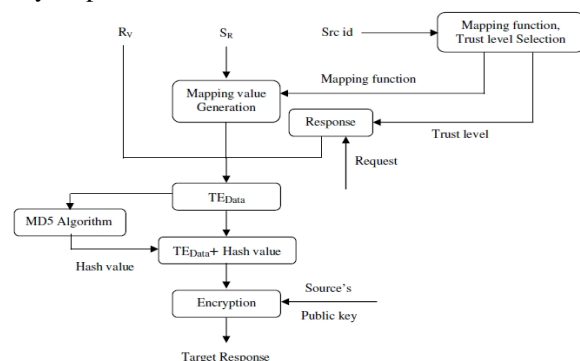 R_V
S_R
Src id
Mapping function,
Trust level Selection
Mapping function
Mapping value
Generation
Response
Trust level
Request
TE_Data
MD5 Algorithm
TE_Data+ Hash value
Hash value
Source's
Encryption
Public key
Target Response